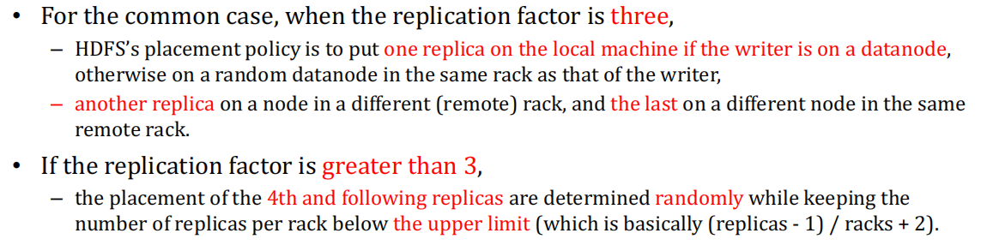 • For the common case, when the replication factor is three,
– HDFS’s placement policy is to put one replica on the local machine if the writer is on a datanode,
otherwise on a random datanode in the same rack as that of the writer,
– another replica on a node in a different (remote) rack, and the last on a different node in the same
remote rack.
• If the replication factor is greater than 3,
– the placement of the 4th and following replicas are determined randomly while keeping the
number of replicas per rack below the upper limit (which is basically (replicas - 1) / racks + 2).